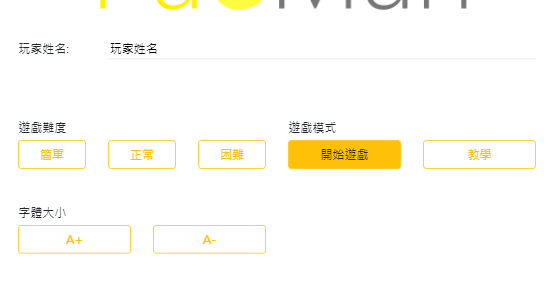 PacMan
玩家姓名: 玩家姓名
遊戲難度 遊戲模式
簡單 正常 困難 開始遊戲 教學
字體大小
A+ A-